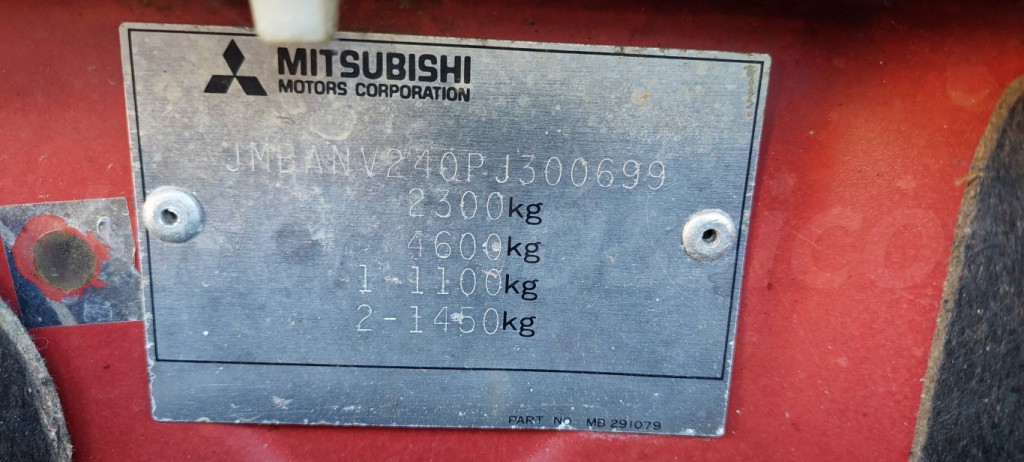 MITSUBISHI
MOTORS CORPORATION
JMBANV240PJ300699
2300kg
4600kg
1-1100kg
2-1450kg
PART NO. MB 291079